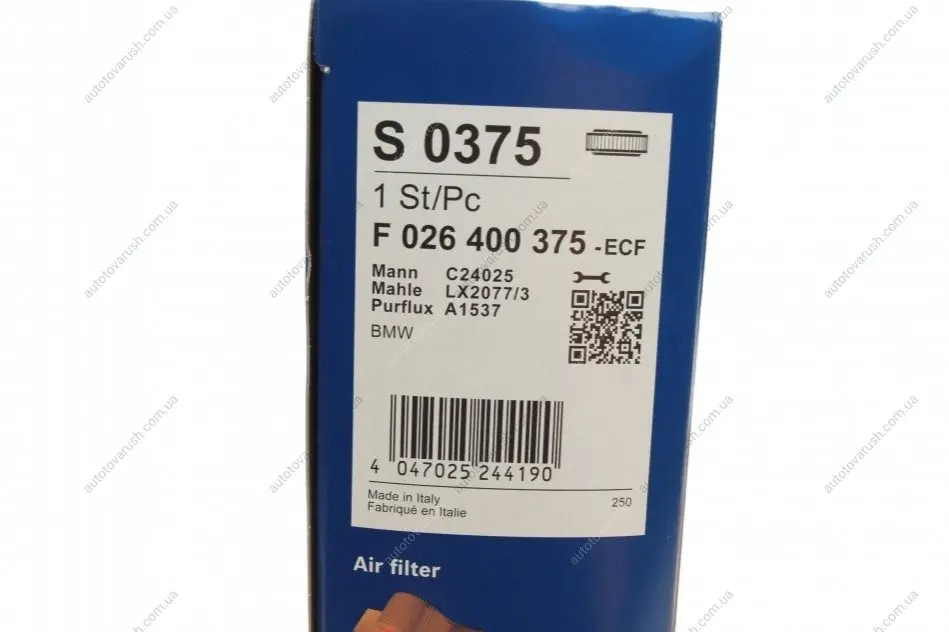 S 0375
1 St/Pc
F 026 400 375 -ECF
Mann C24025
Mahle LX2077/3
Purflux A1537
BMW
4 047025 244190
Made in Italy
Fabriqué en Italie
250
Air filter
autotovarush.com.ua